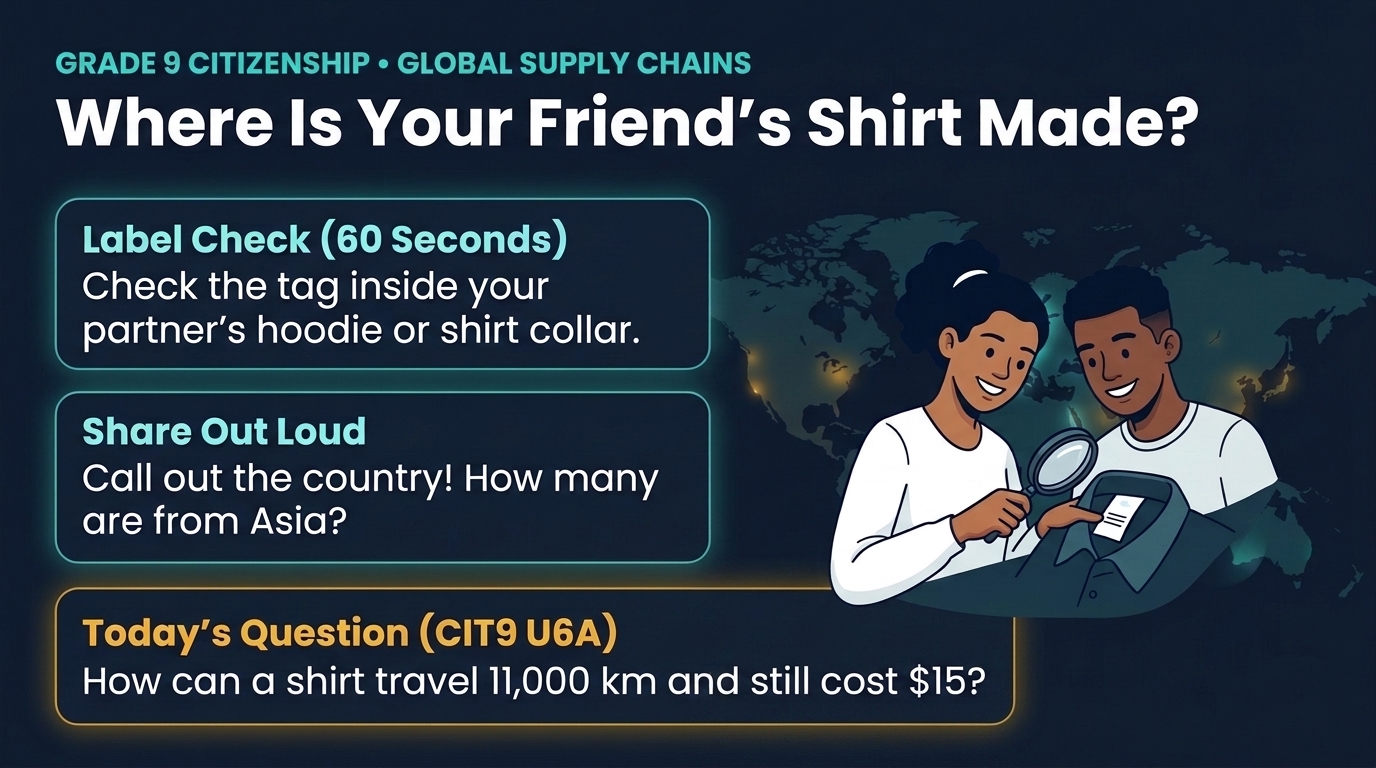 GRADE 9 CITIZENSHIP • GLOBAL SUPPLY CHAINS
Where Is Your Friend’s Shirt Made?
Label Check (60 Seconds)
Check the tag inside your
partner’s hoodie or shirt collar.
Share Out Loud
Call out the country! How many
are from Asia?
Today’s Question (CIT9 U6A)
How can a shirt travel 11,000 km and still cost $15?